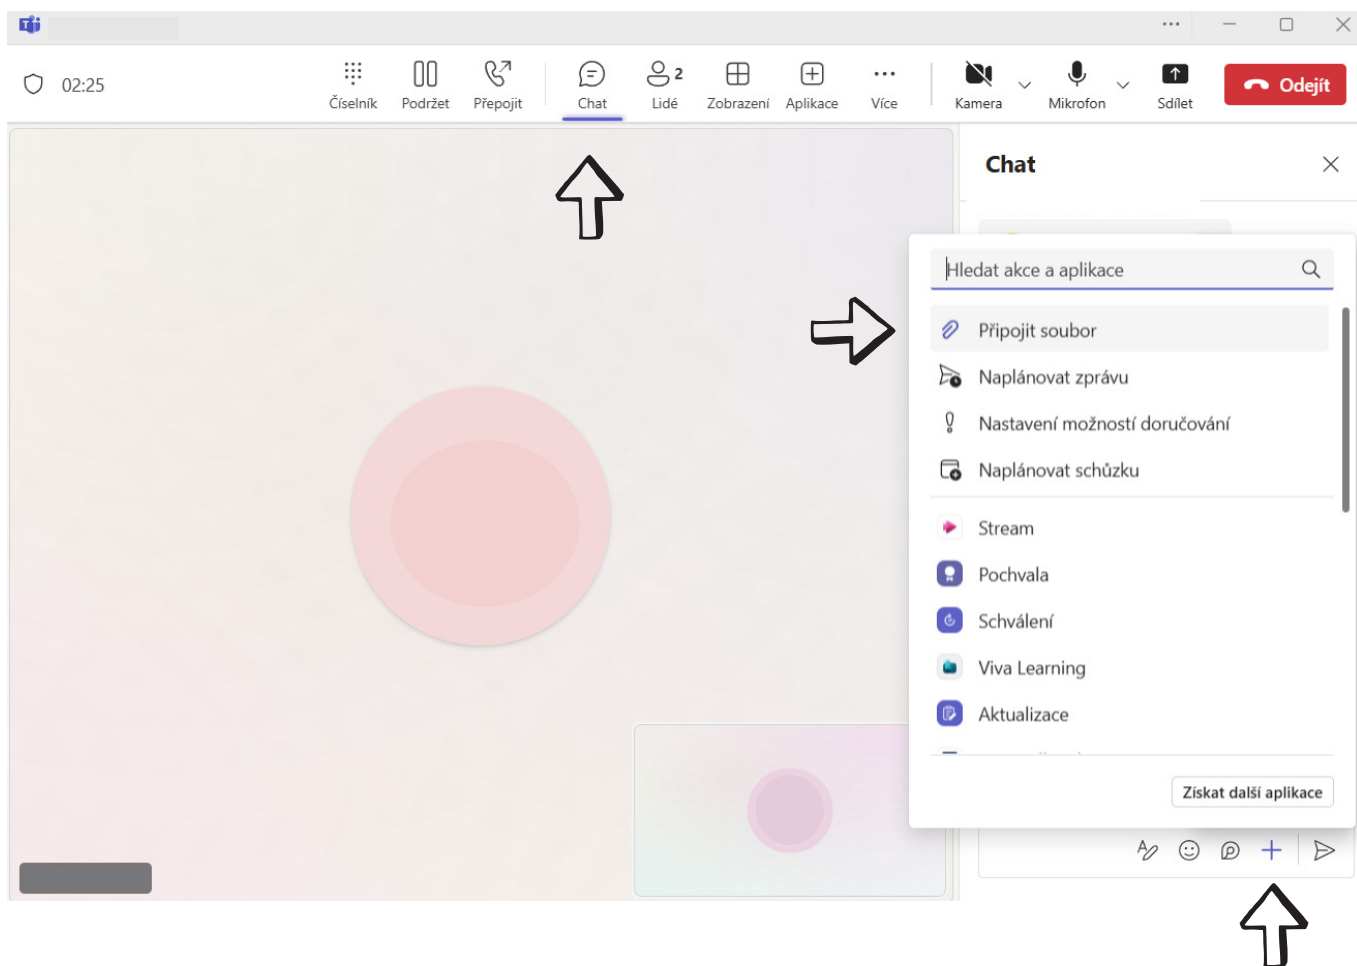 02:25
Číselník
Podržet
Přepojit
Chat
Lidé
2
Zobrazení
Aplikace
Více
Kamera
Mikrofon
Sdílet
Odejít
Chat
Hledat akce a aplikace
Připojit soubor
Naplánovat zprávu
Nastavení možností doručování
Naplánovat schůzku
Stream
Pochvala
Schválení
Viva Learning
Aktualizace
Získat další aplikace